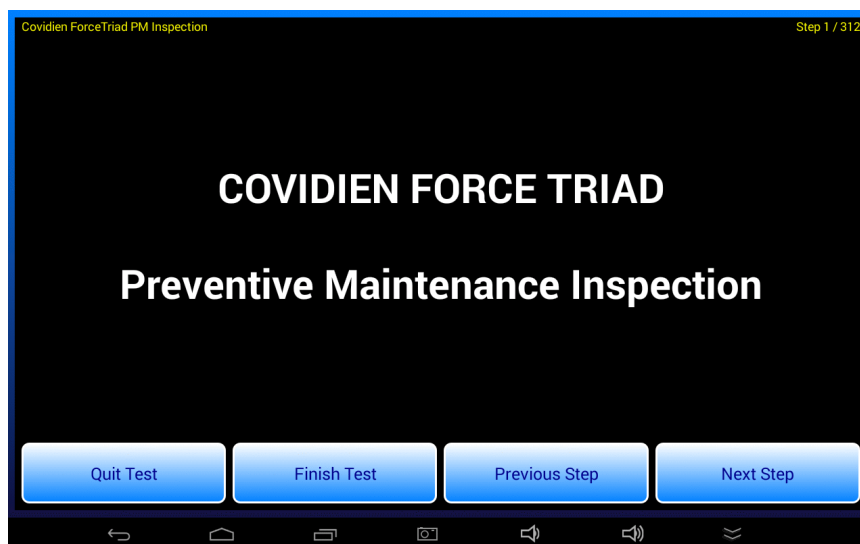 Covidien ForceTriad PM Inspection
Step 1 / 312
COVIDIEN FORCE TRIAD
Preventive Maintenance Inspection
Quit Test
Finish Test
Previous Step
Next Step